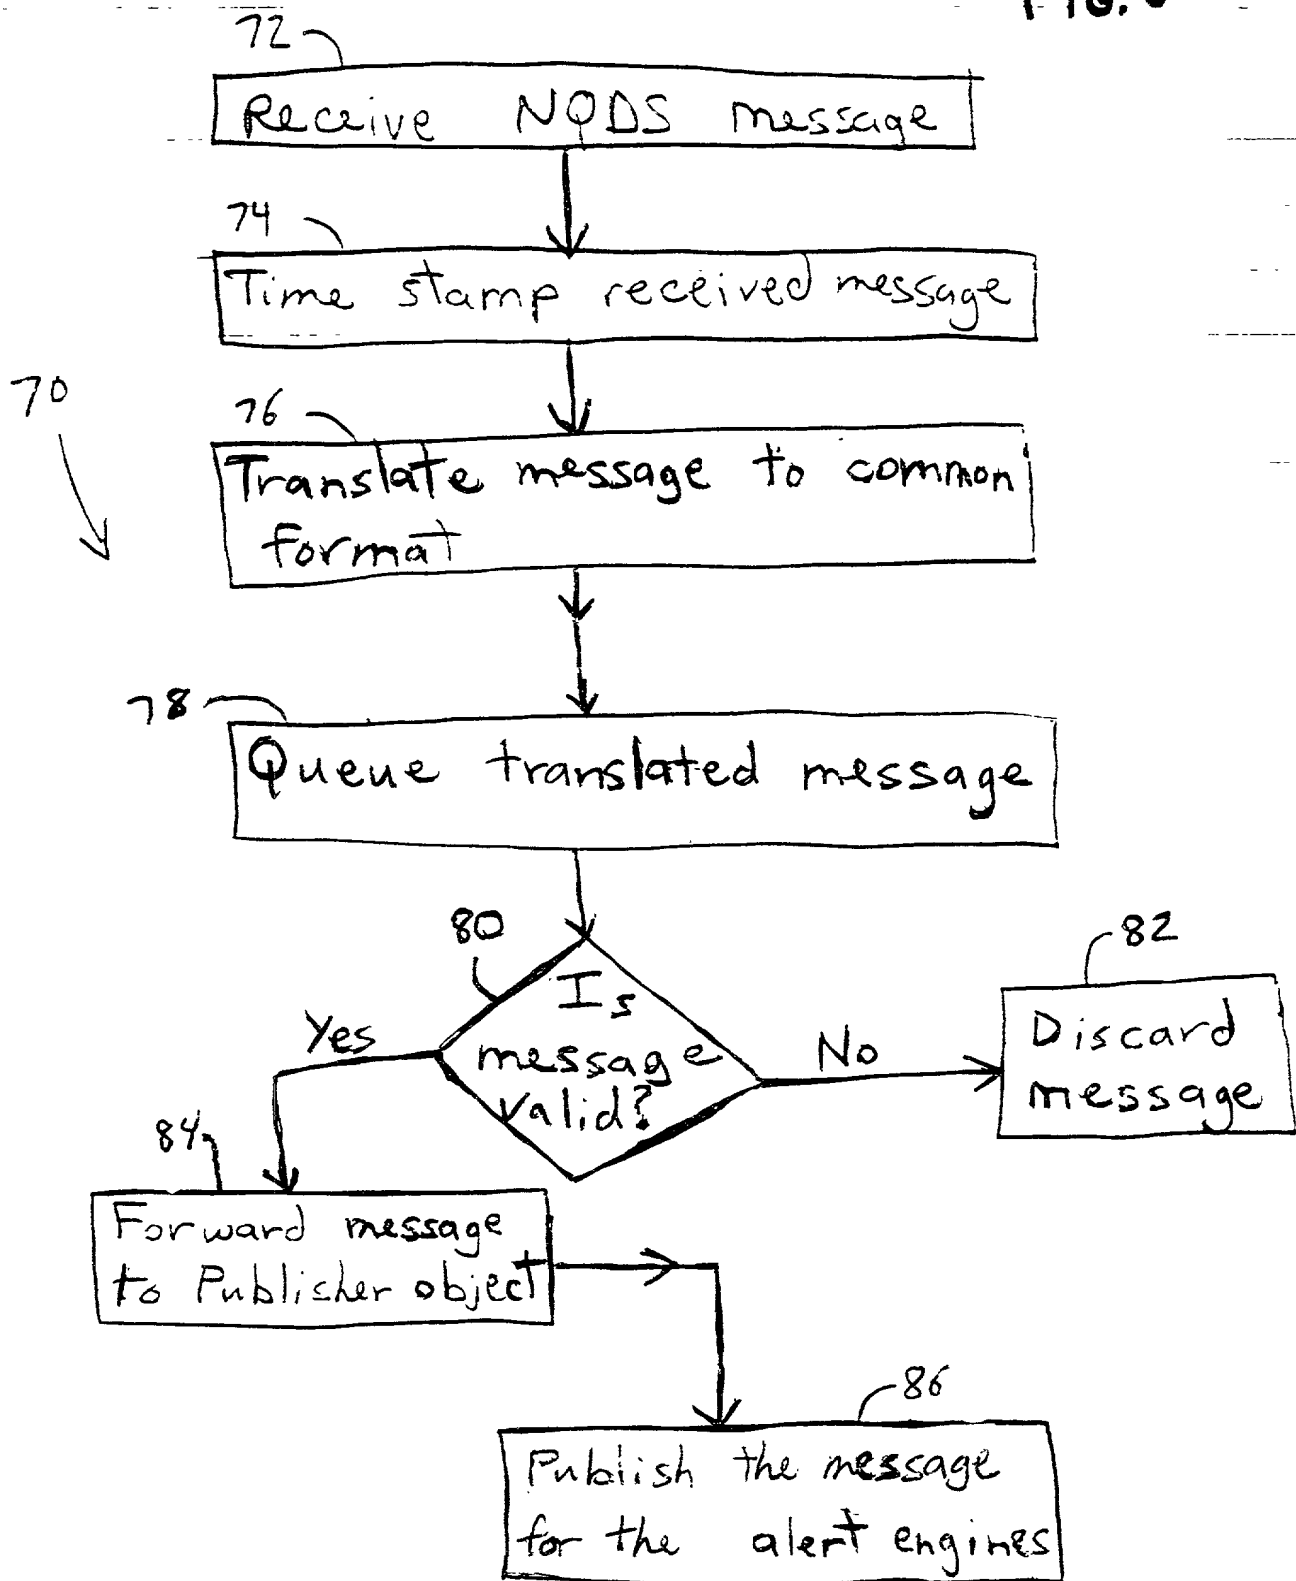 72
Receive NQDS message
74
Time stamp received message
70
76
Translate message to common
format
78
Queue translated message
80
Is
message
valid?
Yes
No
82
Discard
message
84
Forward message
to Publisher object
86
Publish the message
for the alert engines